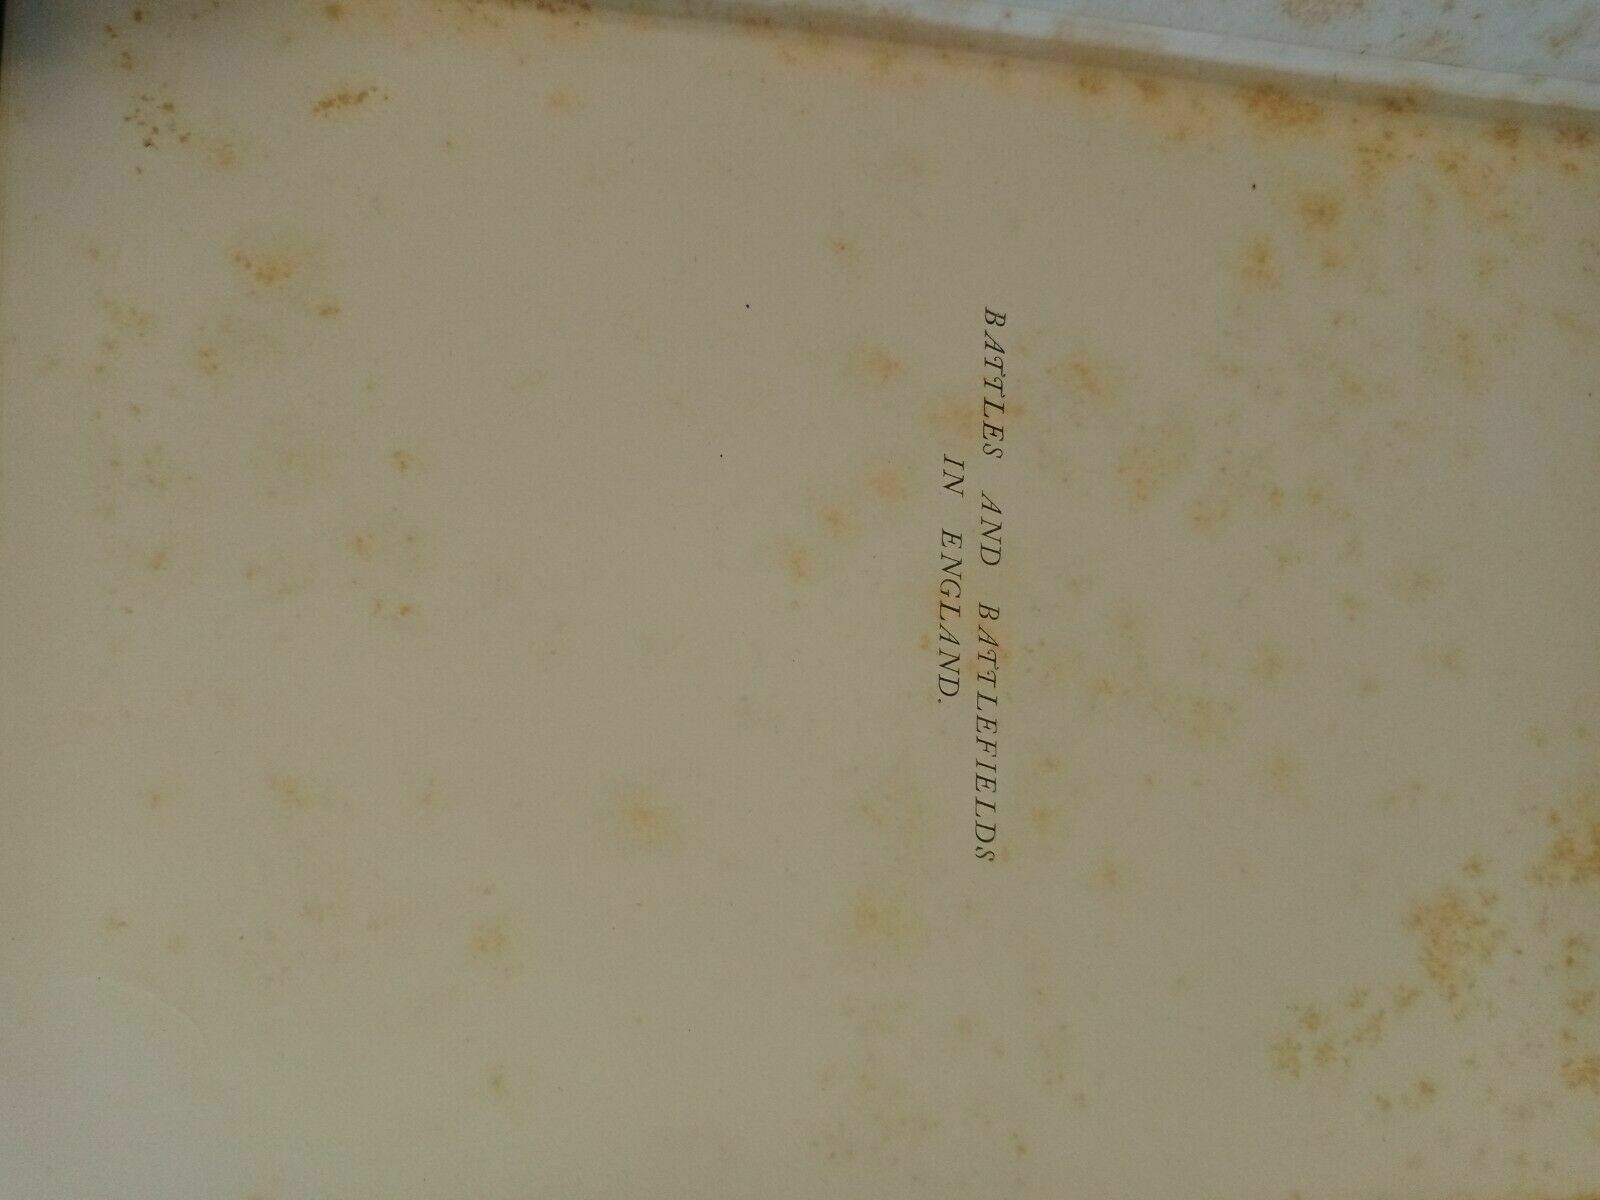 BATTLES AND BATTLEFIELDS
IN ENGLAND.